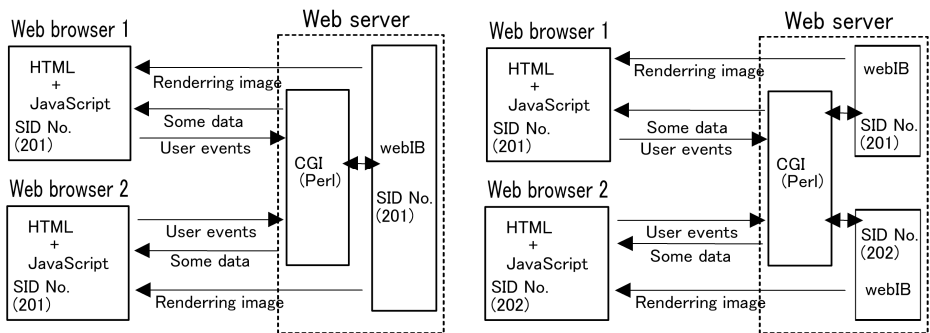 Web browser 1
HTML
+
JavaScript
SID No.
(201)
Renderring image
Some data
User events
Web server
CGI
(Perl)
webIB
SID No.
(201)
Web browser 2
HTML
+
JavaScript
SID No.
(201)
User events
Some data
Renderring image
Web browser 1
HTML
+
JavaScript
SID No.
(201)
Renderring image
Some data
User events
Web server
CGI
(Perl)
webIB
SID No.
(201)
Web browser 2
HTML
+
JavaScript
SID No.
(202)
User events
Some data
Renderring image
SID No.
(202)
webIB